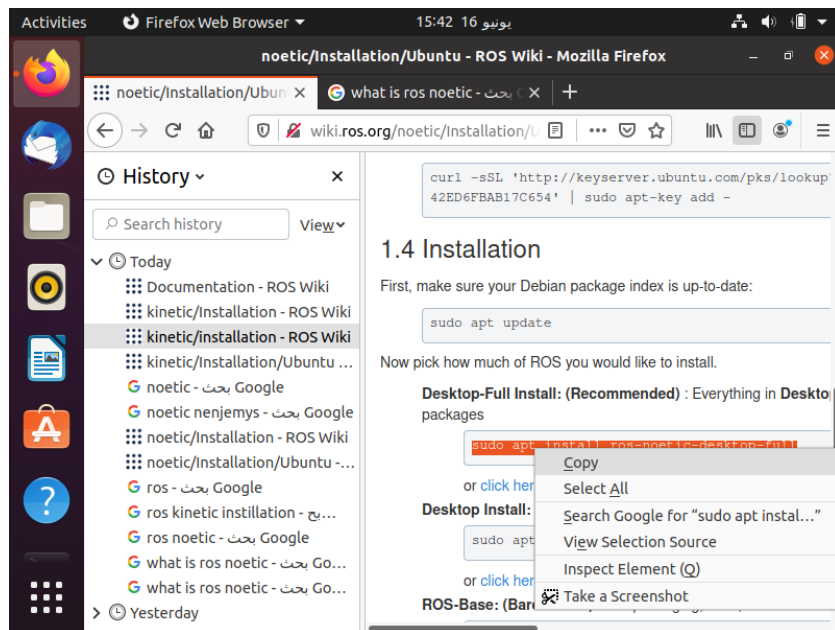 Activities
Firefox Web Browser
15:42 16 يونيو
noetic/Installation/Ubuntu - ROS Wiki - Mozilla Firefox
noetic/Installation/Ubun
what is ros noetic - بحث
wiki.ros.org/noetic/Installation/U
History
Search history
View
Today
Documentation - ROS Wiki
kinetic/Installation - ROS Wiki
kinetic/installation - ROS Wiki
kinetic/Installation/Ubuntu ...
noetic - بحث Google
noetic nenjemys - بحث Google
noetic/Installation - ROS Wiki
noetic/Installation/Ubuntu -...
ros - بحث Google
ros kinetic instillation - بح...
ros noetic - بحث Google
what is ros noetic - بحث Go...
what is ros noetic - بحث Go...
Yesterday
curl -sSL 'http://keyserver.ubuntu.com/pks/lookup
42ED6FBAB17C654' | sudo apt-key add -
1.4 Installation
First, make sure your Debian package index is up-to-date:
sudo apt update
Now pick how much of ROS you would like to install.
Desktop-Full Install: (Recommended) : Everything in Deskto
packages
sudo apt install ros-noetic-desktop-full
or click her
Desktop Install:
sudo apt
or click her
ROS-Base: (Bar
Copy
Select All
Search Google for “sudo apt instal...”
View Selection Source
Inspect Element (Q)
Take a Screenshot